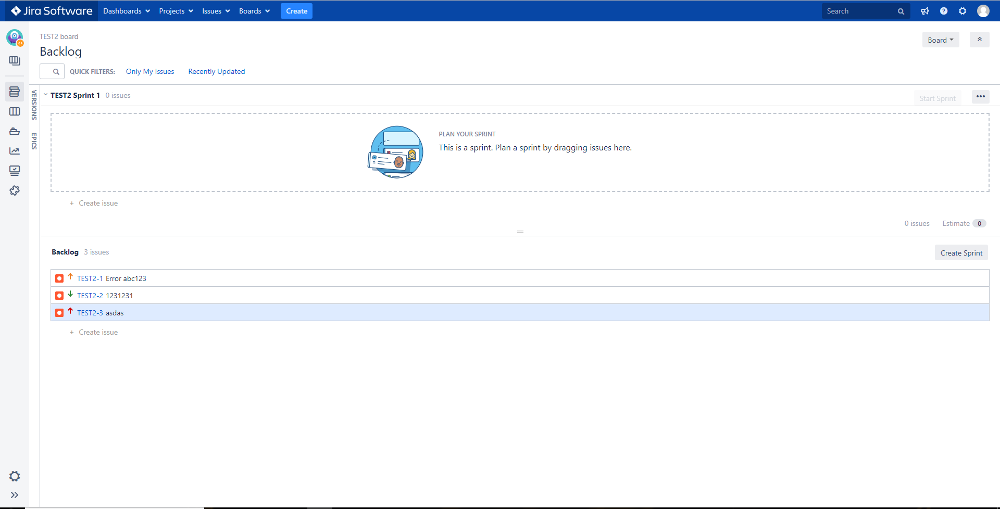 Jira Software Dashboards Projects Issues Boards Create Search
TEST2 board
Backlog
Board
QUICK FILTERS: Only My Issues Recently Updated
VERSIONS
EPICS
TEST2 Sprint 1 0 issues
Start Sprint
PLAN YOUR SPRINT
This is a sprint. Plan a sprint by dragging issues here.
+ Create issue
0 issues Estimate 0
Backlog 3 issues
Create Sprint
TEST2-1 Error abc123
TEST2-2 1231231
TEST2-3 asdas
+ Create issue